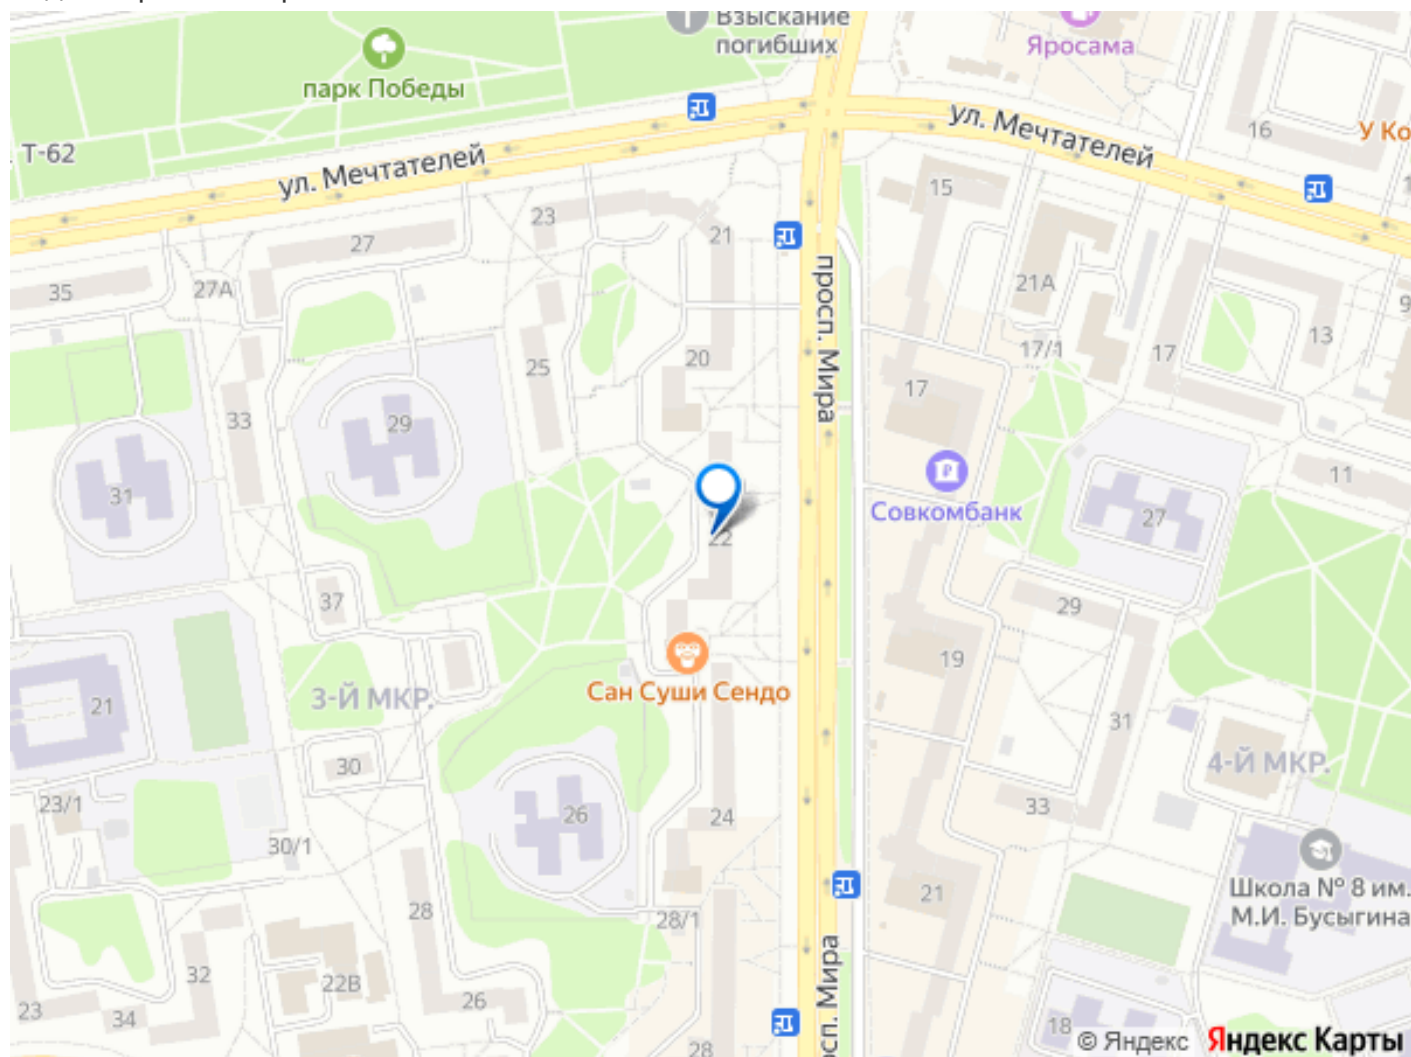 Взыскание
погибших
Яросама
парк Победы
ул. Мечтателей
16
У Ко
Т-62
ул. Мечтателей
15
23
21
27
просп. Мира
21А
35
27А
13
17/1
17
20
25
17
33
29
11
31
Совкомбанк
27
22
37
29
19
Сан Суши Сендо
3-Й МКР.
21
31
4-Й МКР.
30
23/1
33
26
24
30/1
Школа № 8 им.
М.И. Бусыгина
21
28
28/1
просп. Мира
32
22В
26
23
34
18
28
© Яндекс
Яндекс Карты